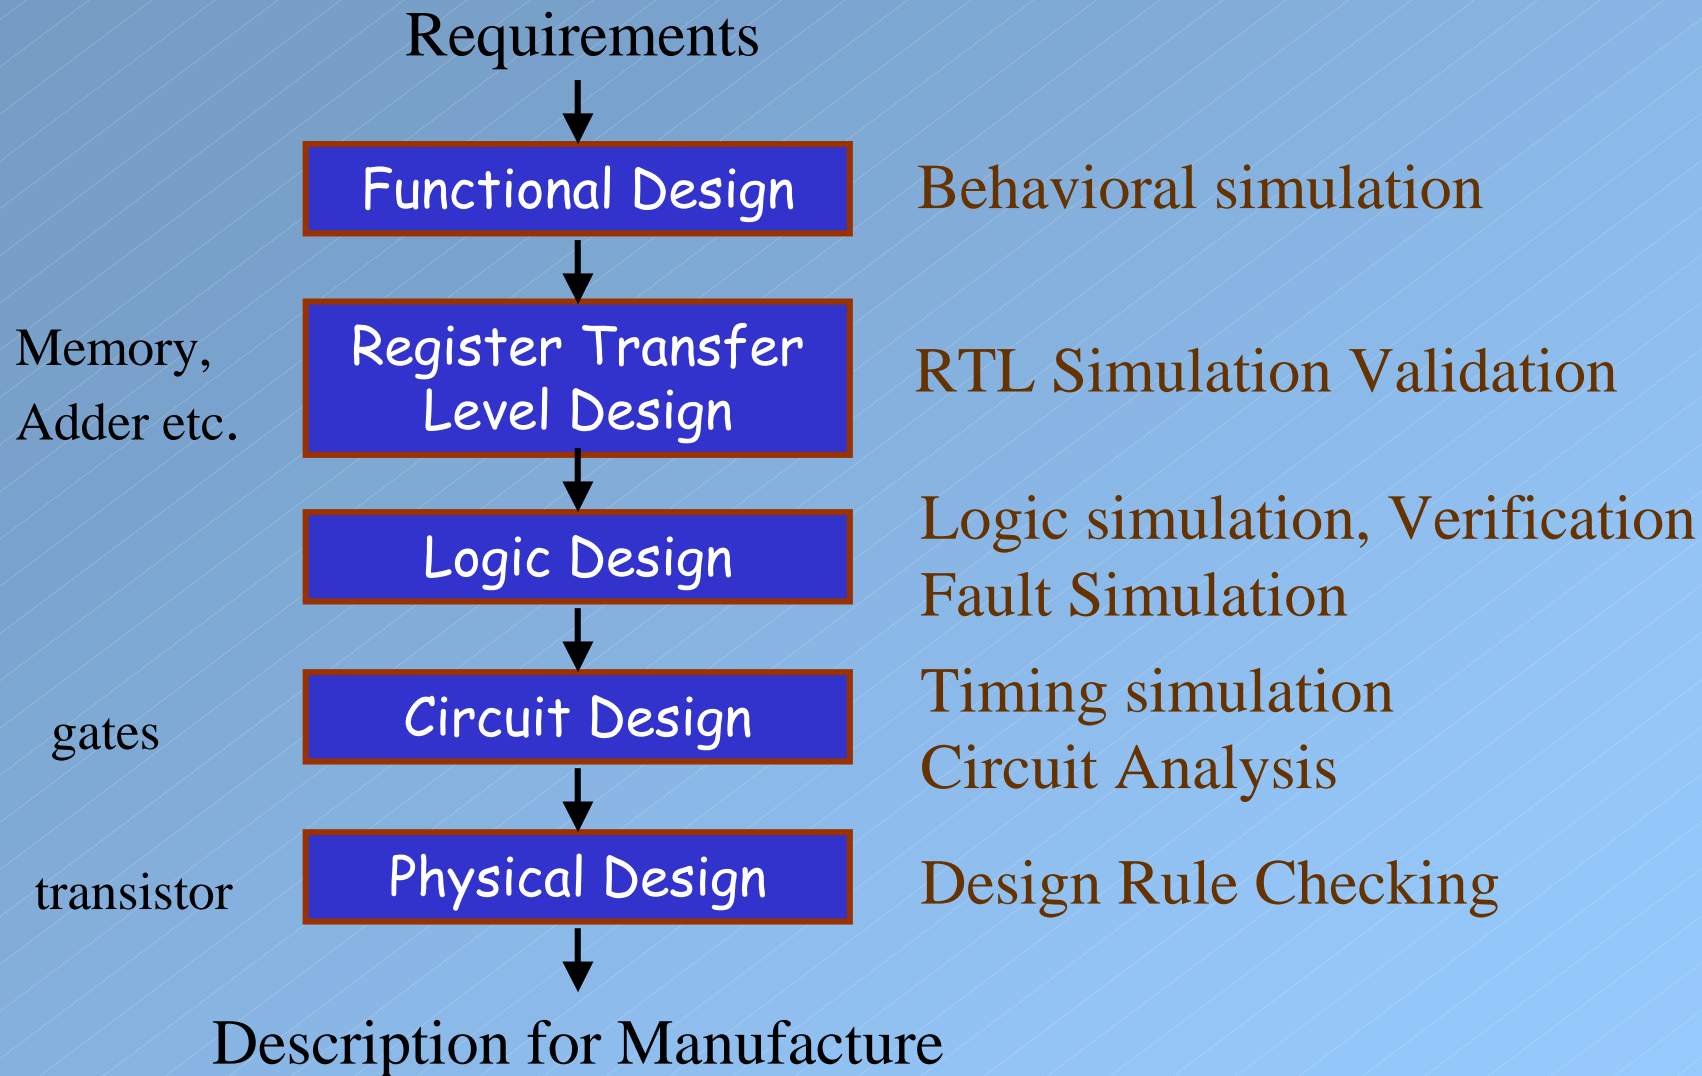 Requirements
Functional Design
Behavioral simulation
Memory,
Adder etc.
Register Transfer
Level Design
RTL Simulation Validation
Logic Design
Logic simulation, Verification
Fault Simulation
gates
Circuit Design
Timing simulation
Circuit Analysis
transistor
Physical Design
Design Rule Checking
Description for Manufacture